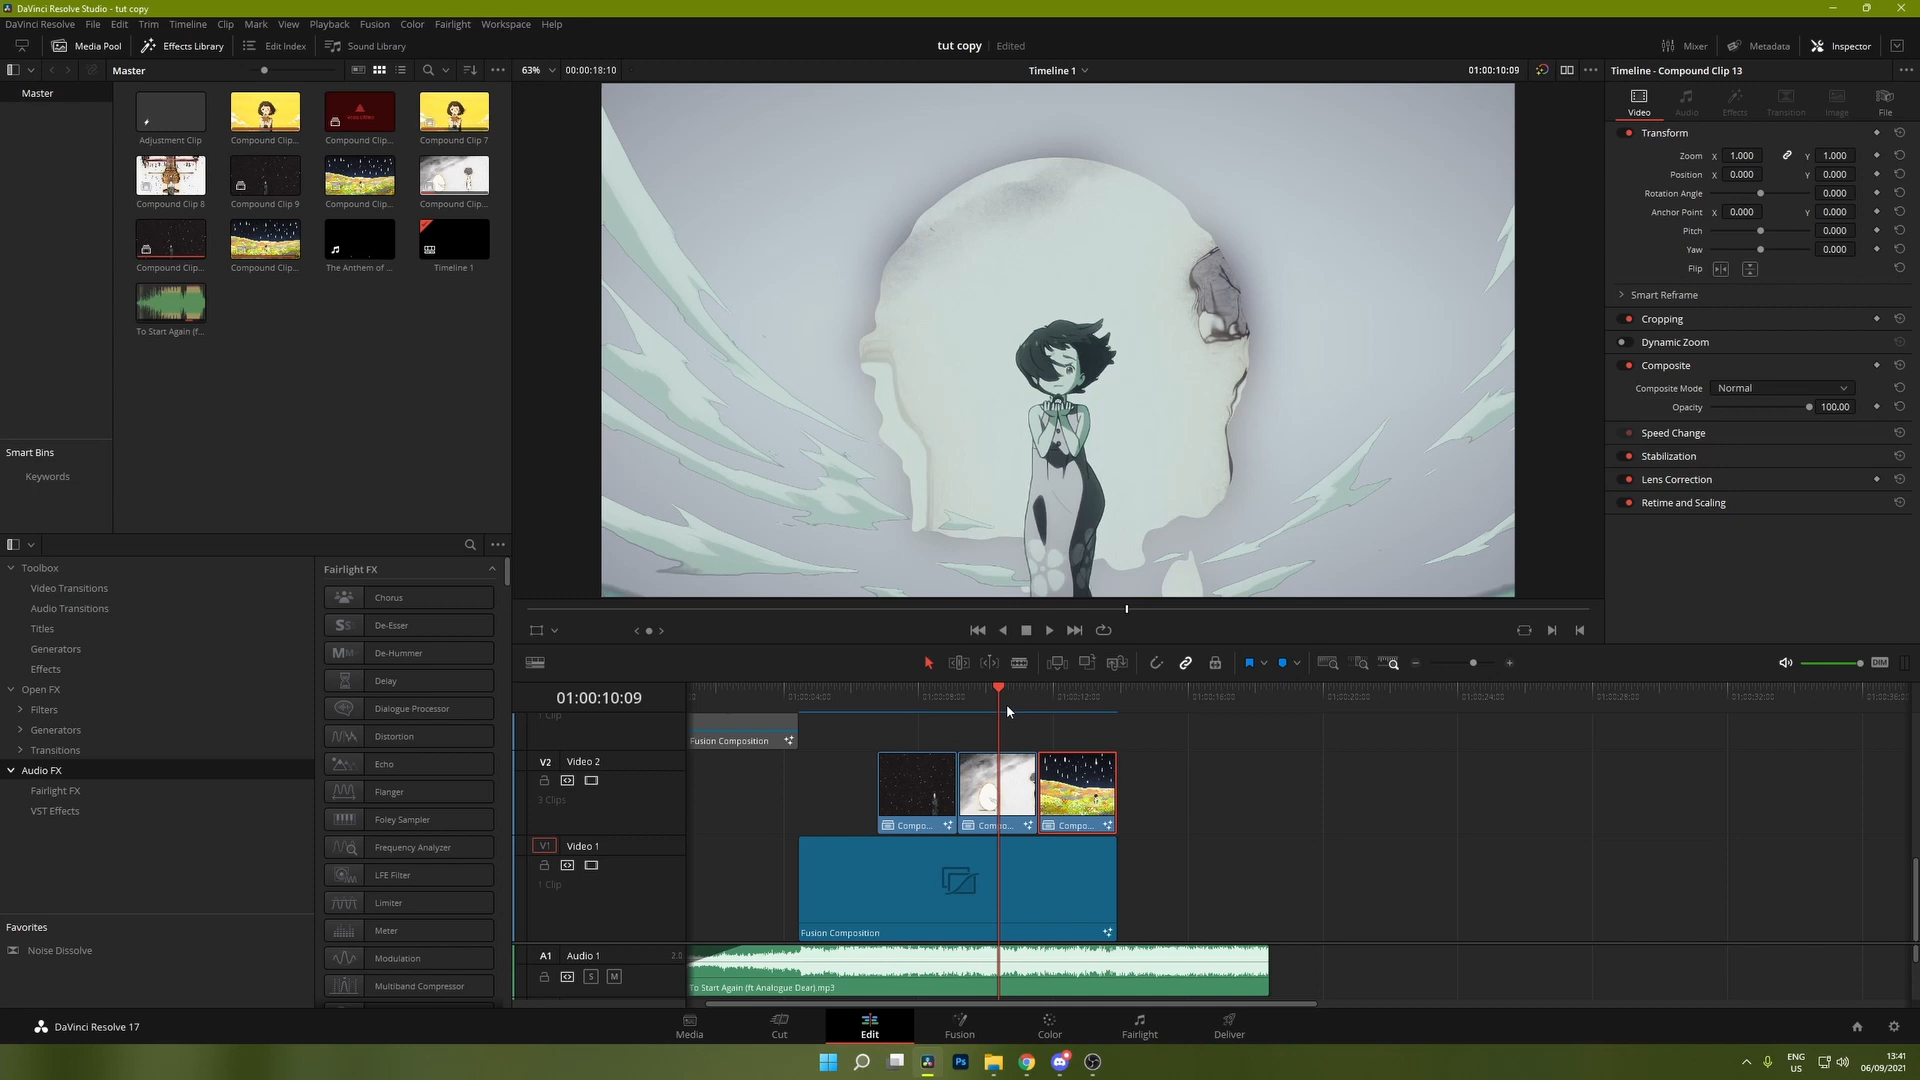 DaVinci Resolve Studio - tut copy
DaVinci Resolve File Edit Trim Timeline Clip Mark View Playback Fusion Color Fairlight Workspace Help
Media Pool Effects Library Edit Index Sound Library
tut copy Edited
Mixer Metadata Inspector
Master
63% 00:00:18:10
Timeline 1
01:00:10:09
Timeline - Compound Clip 13
Master
Adjustment Clip Compound Clip... Compound Clip... Compound Clip 7
Compound Clip 8 Compound Clip 9 Compound Clip... Compound Clip...
Compound Clip... Compound Clip... The Anthem of ... Timeline 1
To Start Again (f...
Smart Bins
Keywords
Video Audio Effects Transition Image File
Transform
Zoom X 1.000 Y 1.000
Position X 0.000 Y 0.000
Rotation Angle 0.000
Anchor Point X 0.000 Y 0.000
Pitch 0.000
Yaw 0.000
Flip
Smart Reframe
Cropping
Dynamic Zoom
Composite
Composite Mode Normal
Opacity 100.00
Speed Change
Stabilization
Lens Correction
Retime and Scaling
Toolbox
Video Transitions
Audio Transitions
Titles
Generators
Effects
Open FX
Filters
Generators
Transitions
Audio FX
Fairlight FX
VST Effects
Favorites
Noise Dissolve
Fairlight FX
Chorus
De-Esser
De-Hummer
Delay
Dialogue Processor
Distortion
Echo
Flanger
Foley Sampler
Frequency Analyzer
LFE Filter
Limiter
Meter
Modulation
Multiband Compressor
DIM
01:00:10:09
01:00:04:00 01:00:08:00 01:00:12:00 01:00:16:00 01:00:20:00 01:00:24:00 01:00:28:00 01:00:32:00 01:00:36:00
1 Clip
Fusion Composition
V2 Video 2
3 Clips
Compo... Compo... Compo...
V1 Video 1
1 Clip
Fusion Composition
A1 Audio 1 2.0
S M
To Start Again (ft Analogue Dear).mp3
DaVinci Resolve 17
Media Cut Edit Fusion Color Fairlight Deliver
Ps
ENG
US
13:41
06/09/2021